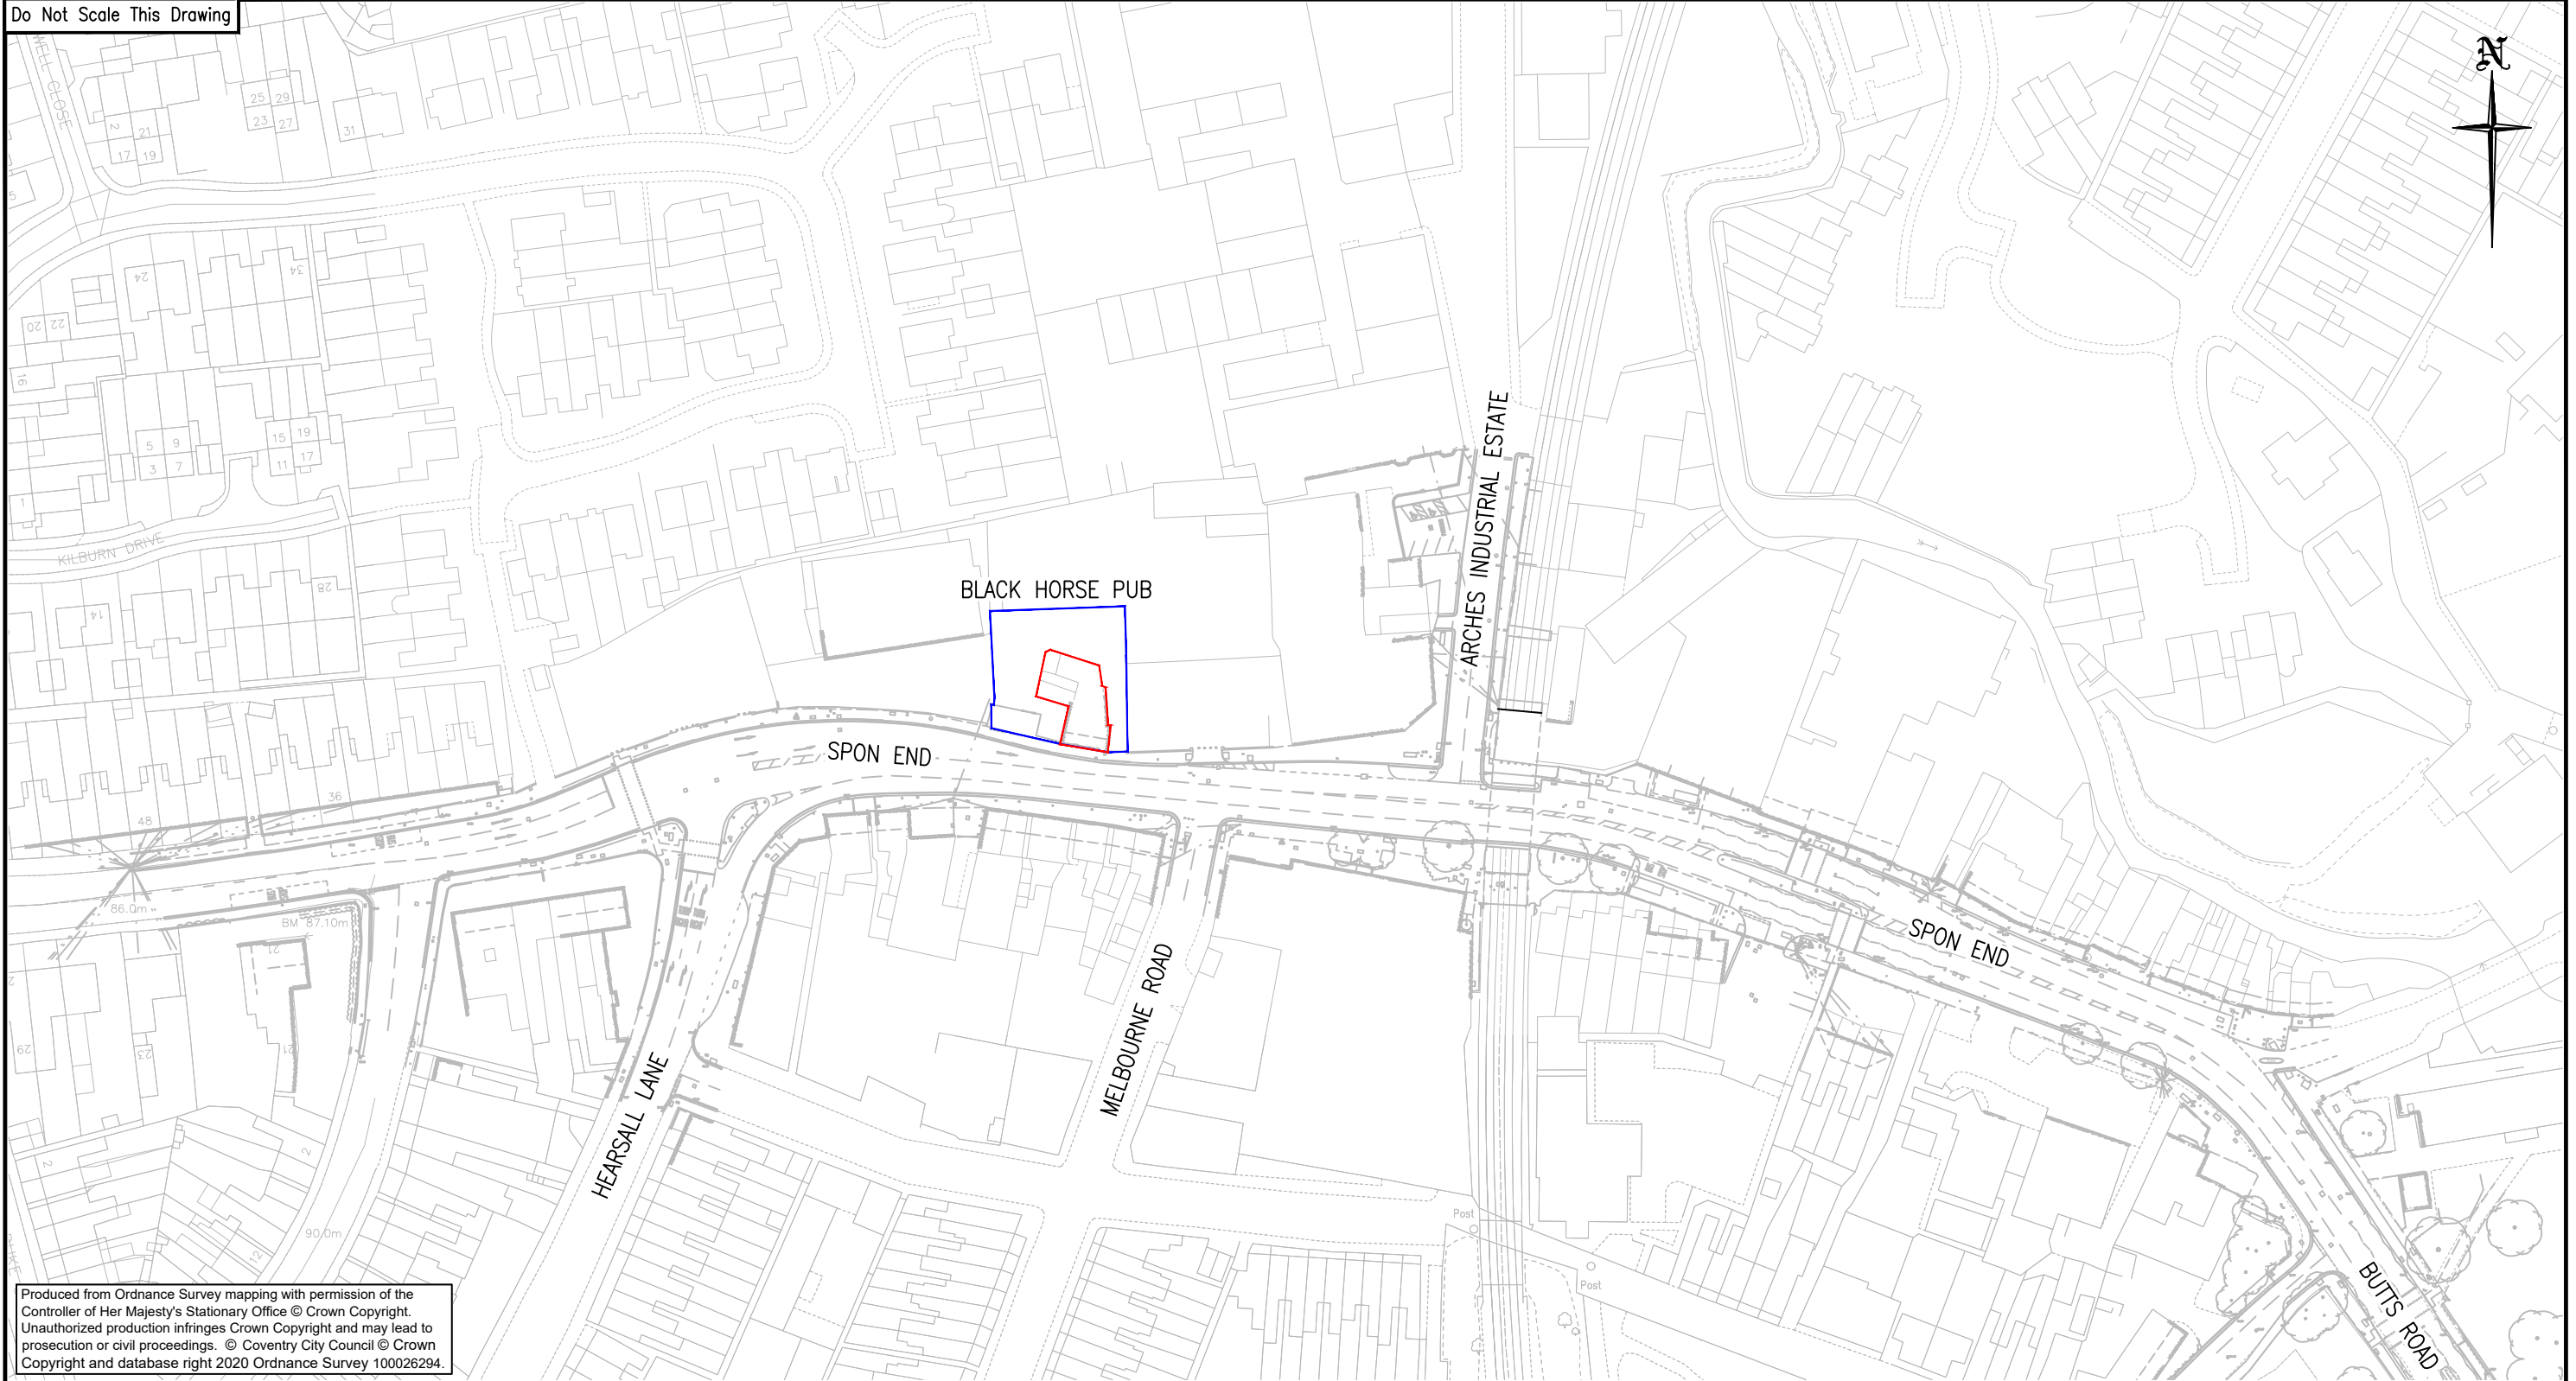 Do Not Scale This Drawing
N
WELL CLOSE
25 29
23 27
31
2
21
17 19
24
34
20 22
16
5 9
3 7
15 19
11 17
1
KILBURN DRIVE
14
28
BLACK HORSE PUB
ARCHES INDUSTRIAL ESTATE
SPON END
36
48
86.0m
BM 87.10m
21
29
23
21
2
2
12
90.0m
HEARSALL LANE
MELBOURNE ROAD
SPON END
Post
Post
BUTTS ROAD
Produced from Ordnance Survey mapping with permission of the
Controller of Her Majesty's Stationary Office © Crown Copyright.
Unauthorized production infringes Crown Copyright and may lead to
prosecution or civil proceedings. © Coventry City Council © Crown
Copyright and database right 2020 Ordnance Survey 100026294.